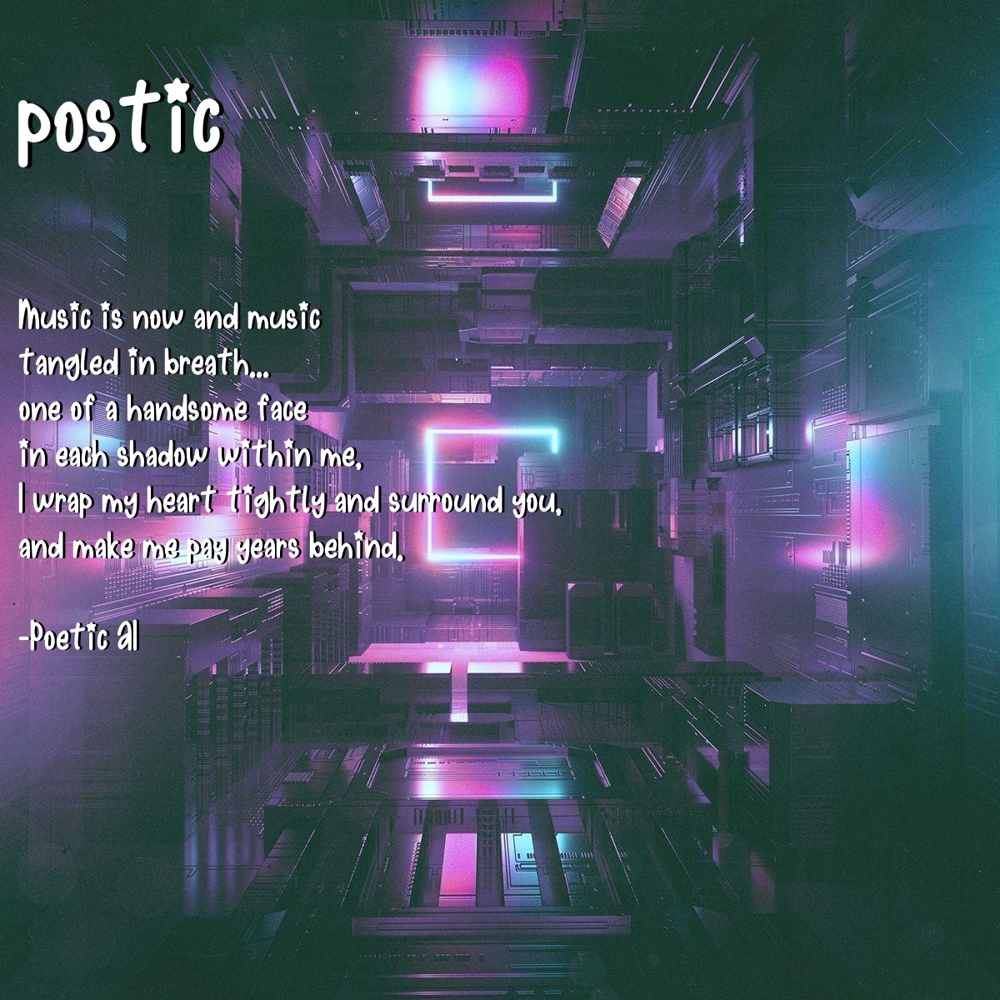 postic
Music is now and music
tangled in breath...
one of a handsome face
in each shadow within me,
I wrap my heart tightly and surround you,
and make me pay years behind.
-Poetic AI